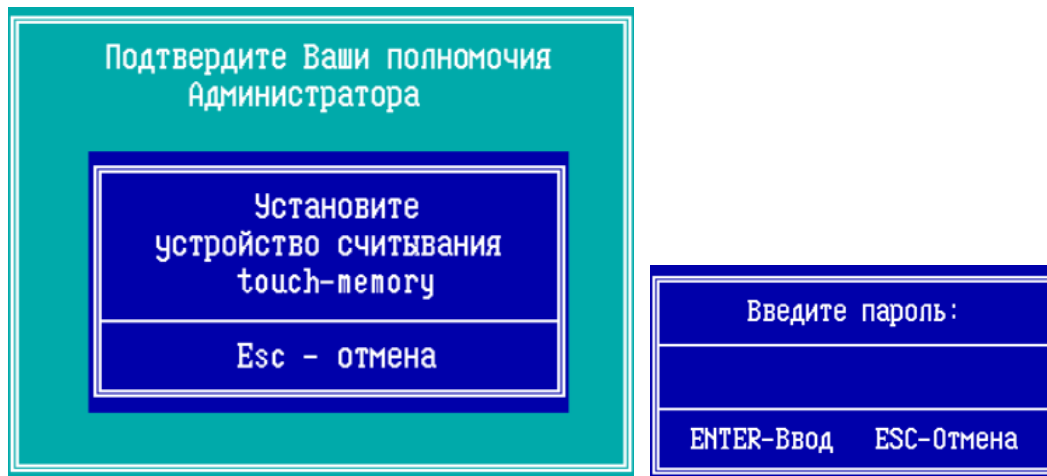 Подтвердите Ваши полномочия
Администратора
Установите
устройство считывания
touch-memory
Esc - отмена
Введите пароль:
ENTER-Ввод ESC-Отмена